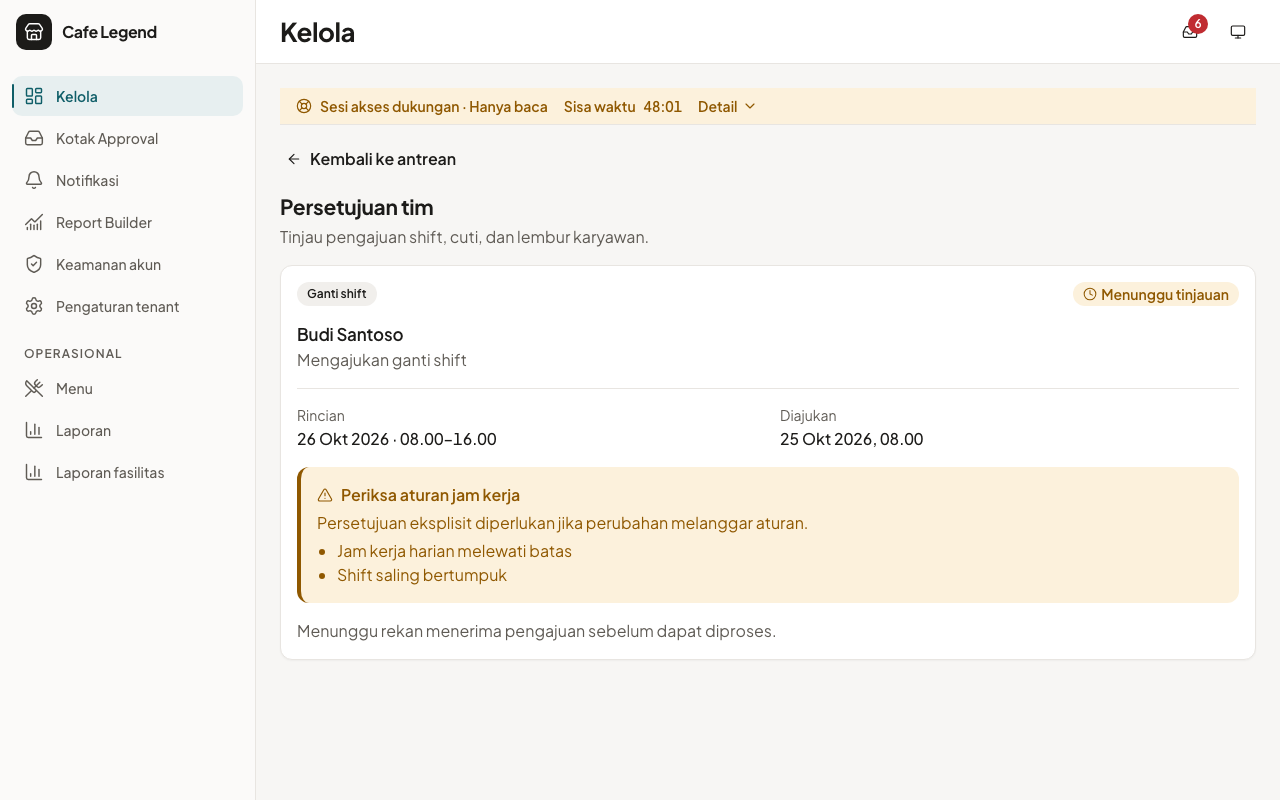 Cafe Legend
Kelola
Kotak Approval
Notifikasi
Report Builder
Keamanan akun
Pengaturan tenant
OPERASIONAL
Menu
Laporan
Laporan fasilitas
Kelola
6
Sesi akses dukungan · Hanya baca Sisa waktu 48:01 Detail
Kembali ke antrean
Persetujuan tim
Tinjau pengajuan shift, cuti, dan lembur karyawan.
Ganti shift
Menunggu tinjauan
Budi Santoso
Mengajukan ganti shift
Rincian
26 Okt 2026 · 08.00–16.00
Diajukan
25 Okt 2026, 08.00
Periksa aturan jam kerja
Persetujuan eksplisit diperlukan jika perubahan melanggar aturan.
• Jam kerja harian melewati batas
• Shift saling bertumpuk
Menunggu rekan menerima pengajuan sebelum dapat diproses.